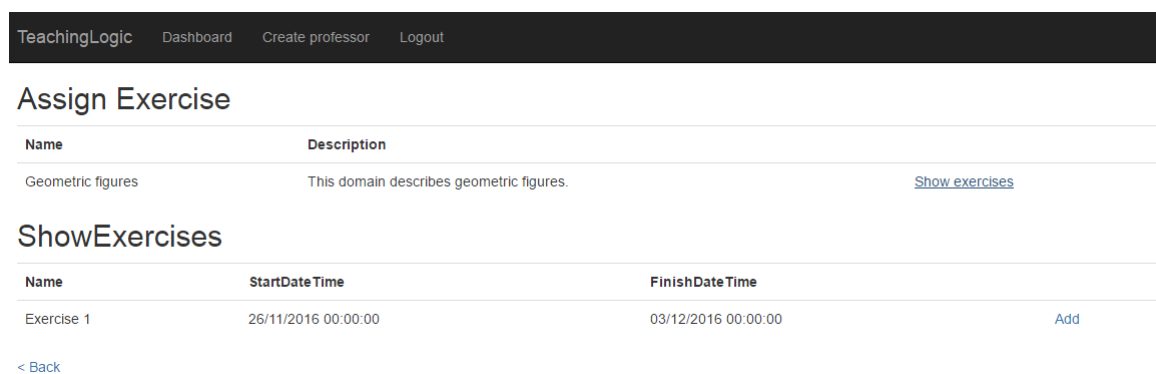 TeachingLogic Dashboard Create professor Logout
Assign Exercise
Name Description
Geometric figures This domain describes geometric figures. Show exercises
ShowExercises
Name StartDateTime FinishDateTime
Exercise 1 26/11/2016 00:00:00 03/12/2016 00:00:00 Add
< Back